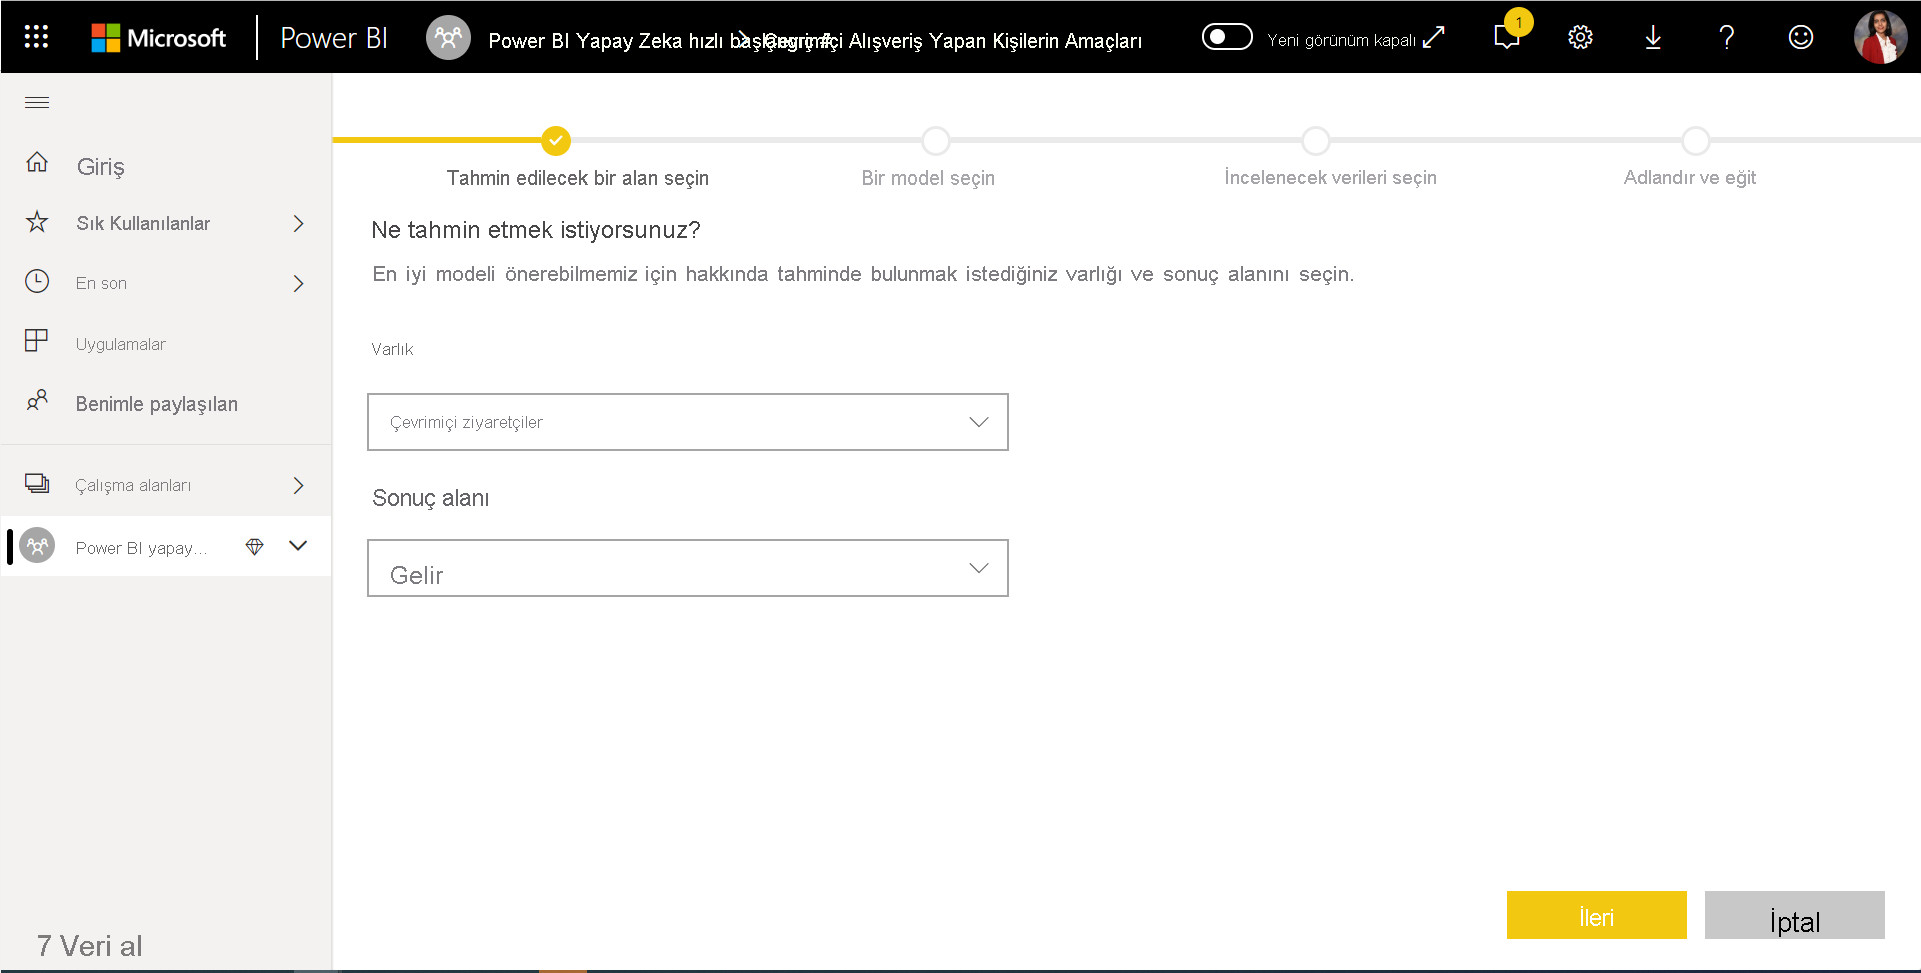 Microsoft Power BI Power BI Yapay Zeka hızlı başlangıç # Çevrimiçi Alışveriş Yapan Kişilerin Amaçları Yeni görünüm kapalı 1
Giriş
Sık Kullanılanlar
En son
Uygulamalar
Benimle paylaşılan
Çalışma alanları
Power BI yapay...
7 Veri al
Tahmin edilecek bir alan seçin
Bir model seçin
İncelenecek verileri seçin
Adlandır ve eğit
Ne tahmin etmek istiyorsunuz?
En iyi modeli önerebilmemiz için hakkında tahminde bulunmak istediğiniz varlığı ve sonuç alanını seçin.
Varlık
Çevrimiçi ziyaretçiler
Sonuç alanı
Gelir
İleri
İptal